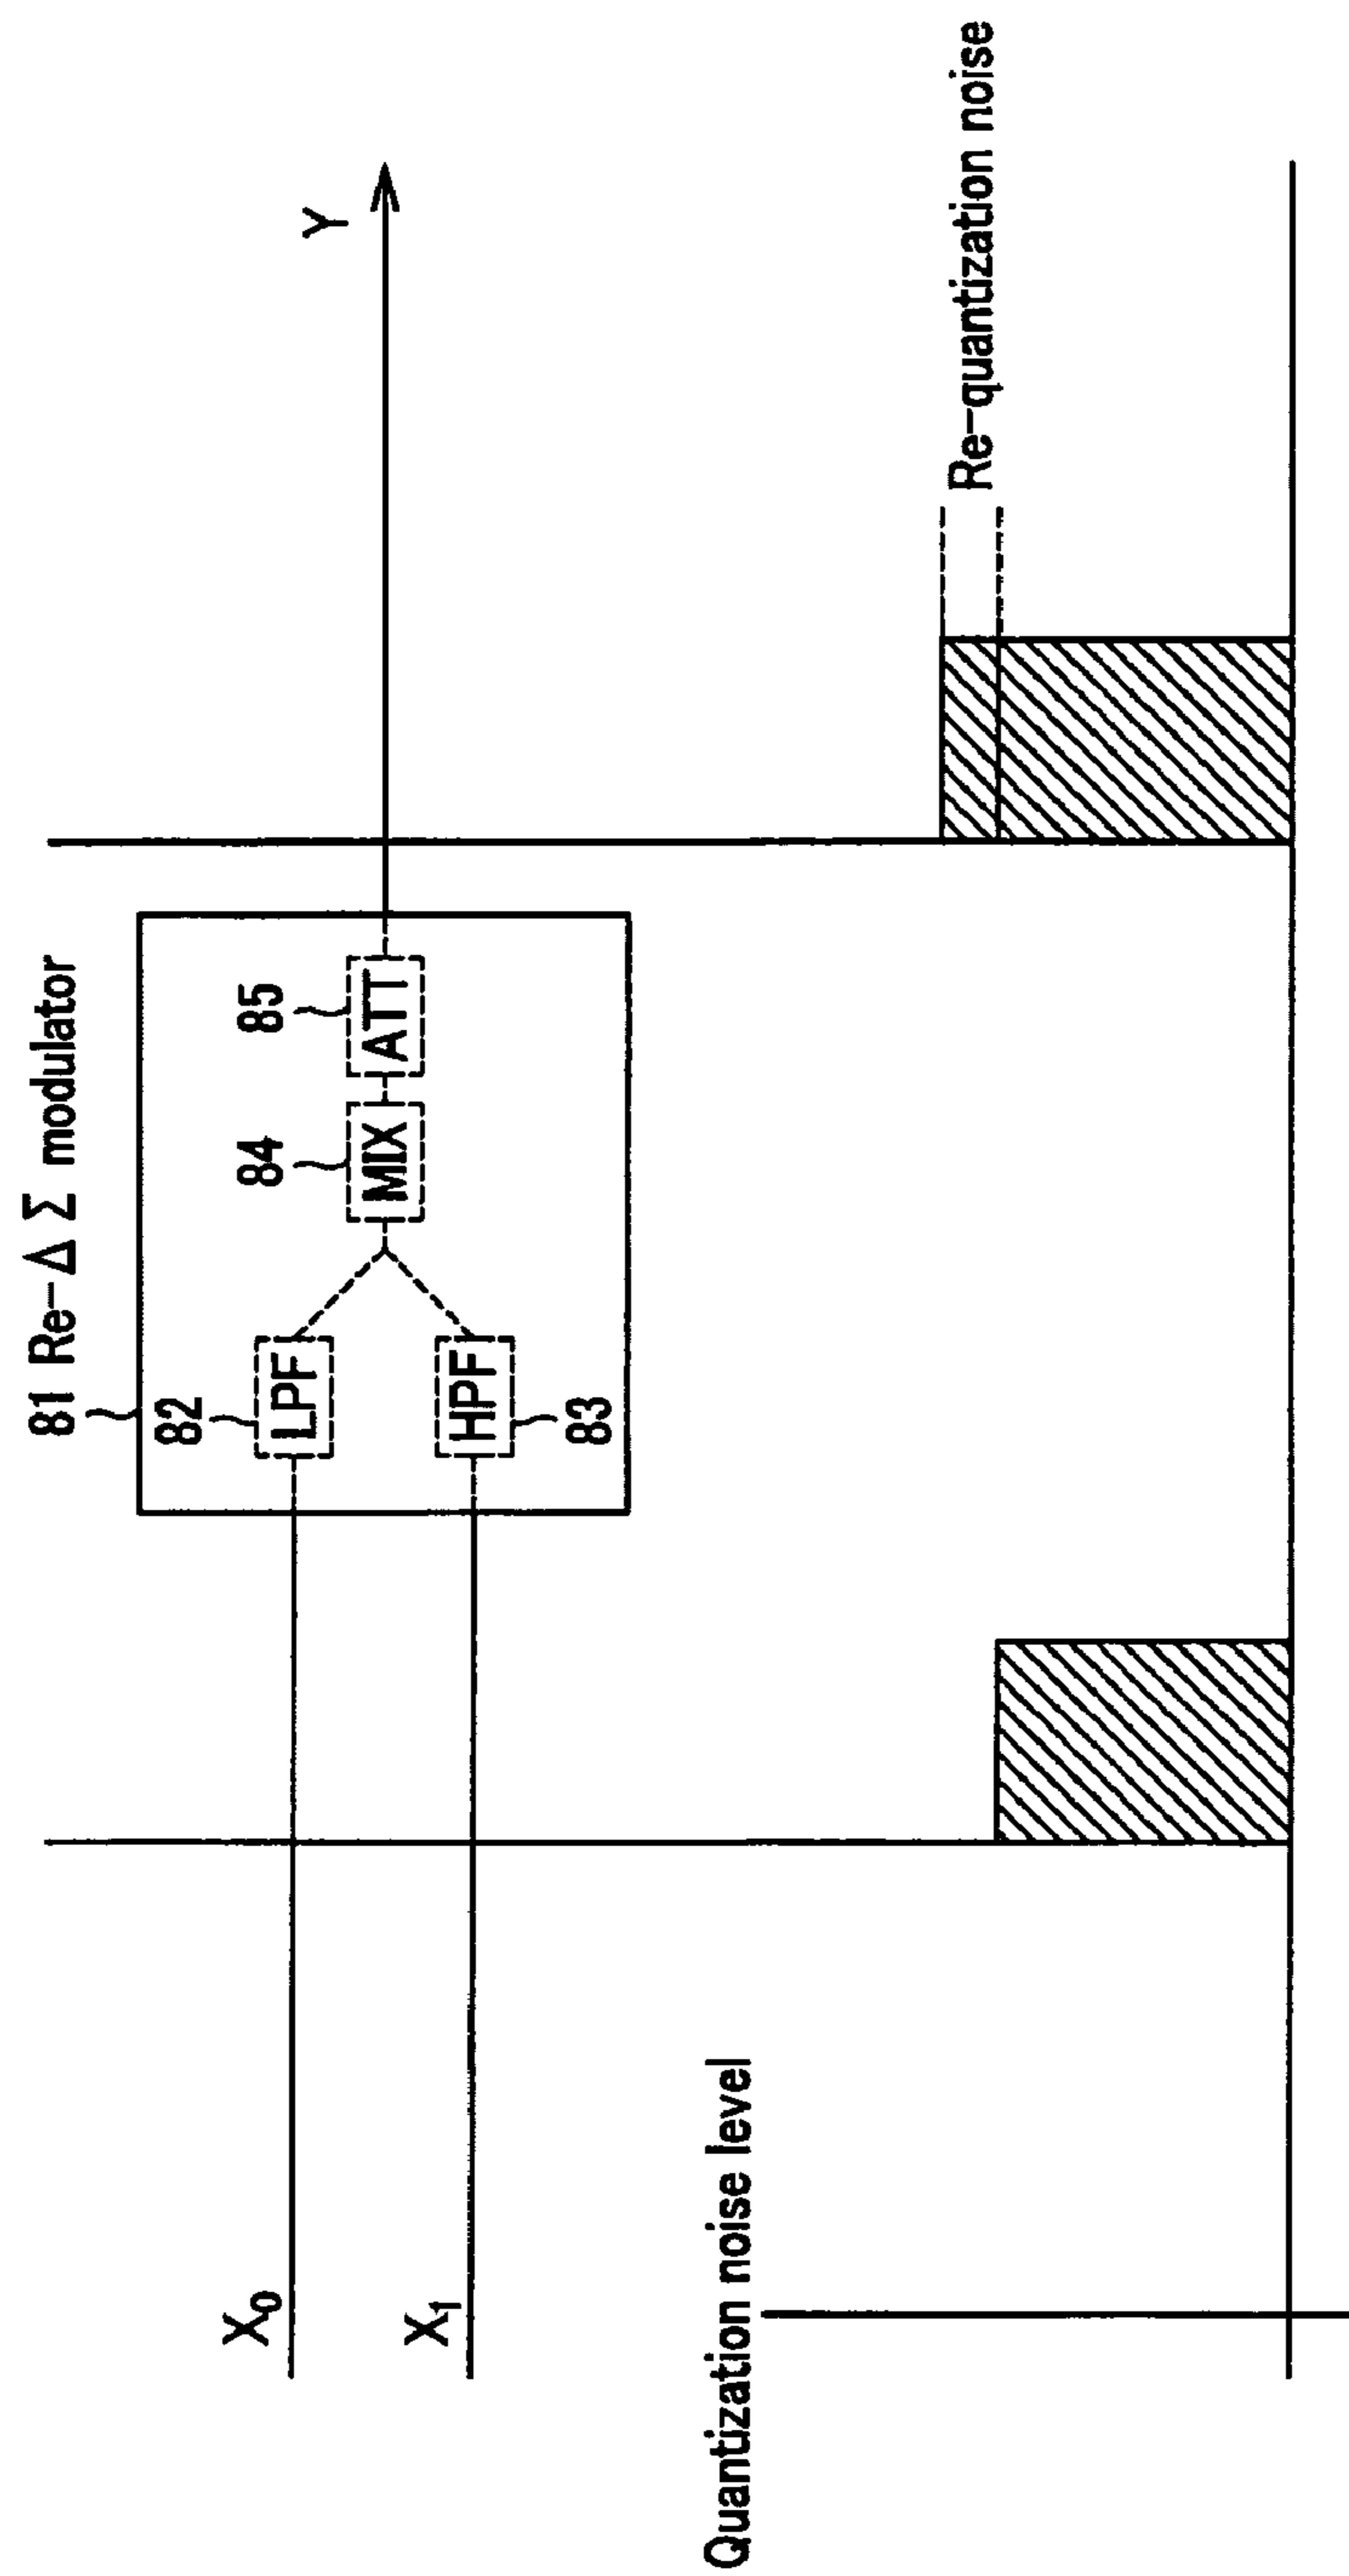 81 Re-Δ Σ modulator
X₀
X₁
82
LPF
HPF
83
84
MIX
85
ATT
Y
Quantization noise level
Re-quantization noise